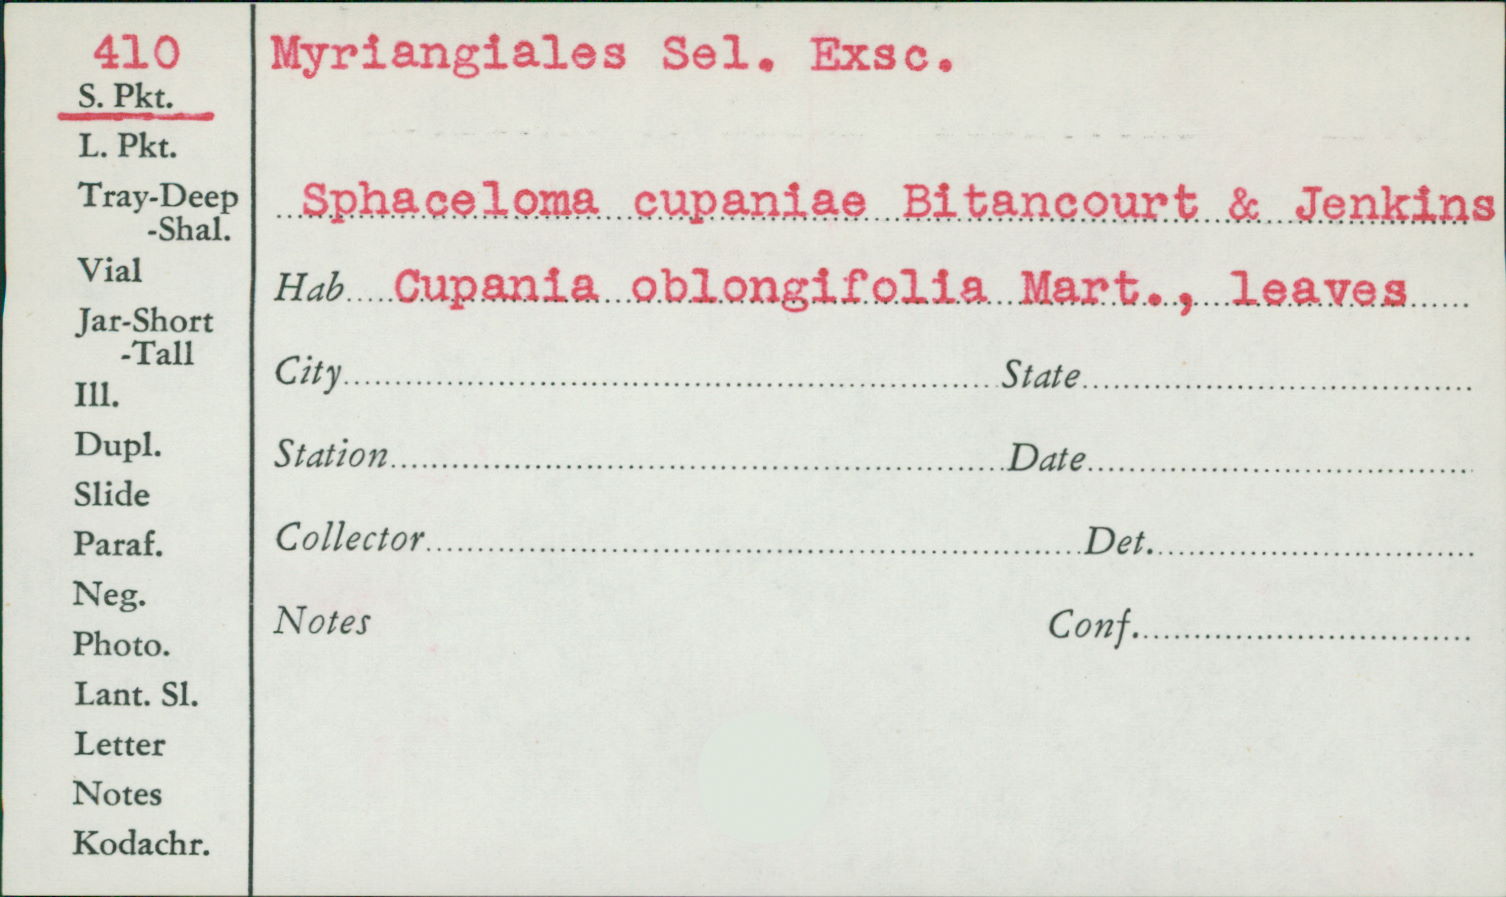 410
S. Pkt.
L. Pkt.
Tray-Deep
-Shal.
Vial
Jar-Short
-Tall
Ill.
Dupl.
Slide
Paraf.
Neg.
Photo.
Lant. Sl.
Letter
Notes
Kodachr.
Myriangiales Sel. Exsc.
Sphaceloma cupaniae Bitancourt & Jenkins
Hab Cupania oblongifolia Mart., leaves
City State
Station Date
Collector Det.
Notes Conf.